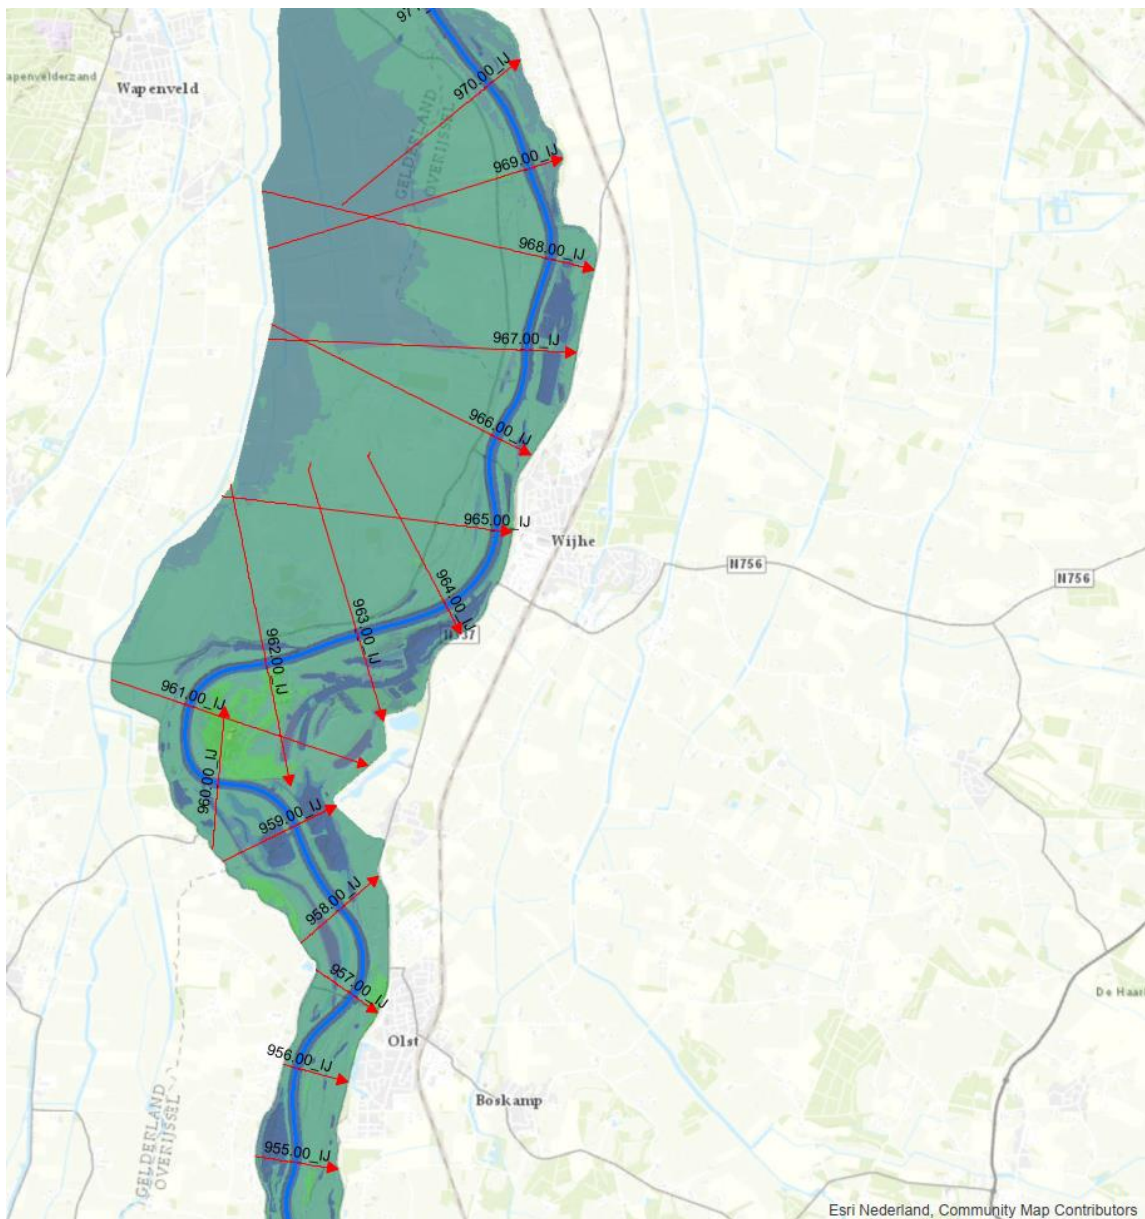 971
970.00_IJ
apenvelderzand
Wapenveld
GELDERLAND
OVERIJSSEL
969.00_IJ
968.00_IJ
967.00_IJ
966.00_IJ
965.00_IJ
Wijhe
N756
N756
964.00_IJ
963.00_IJ
N337
962.00_IJ
961.00_IJ
960.00_IJ
959.00_IJ
958.00_IJ
957.00_IJ
De Haar
Olst
956.00_IJ
Boskamp
GELDERLAND
OVERIJSSEL
955.00_IJ
Esri Nederland, Community Map Contributors